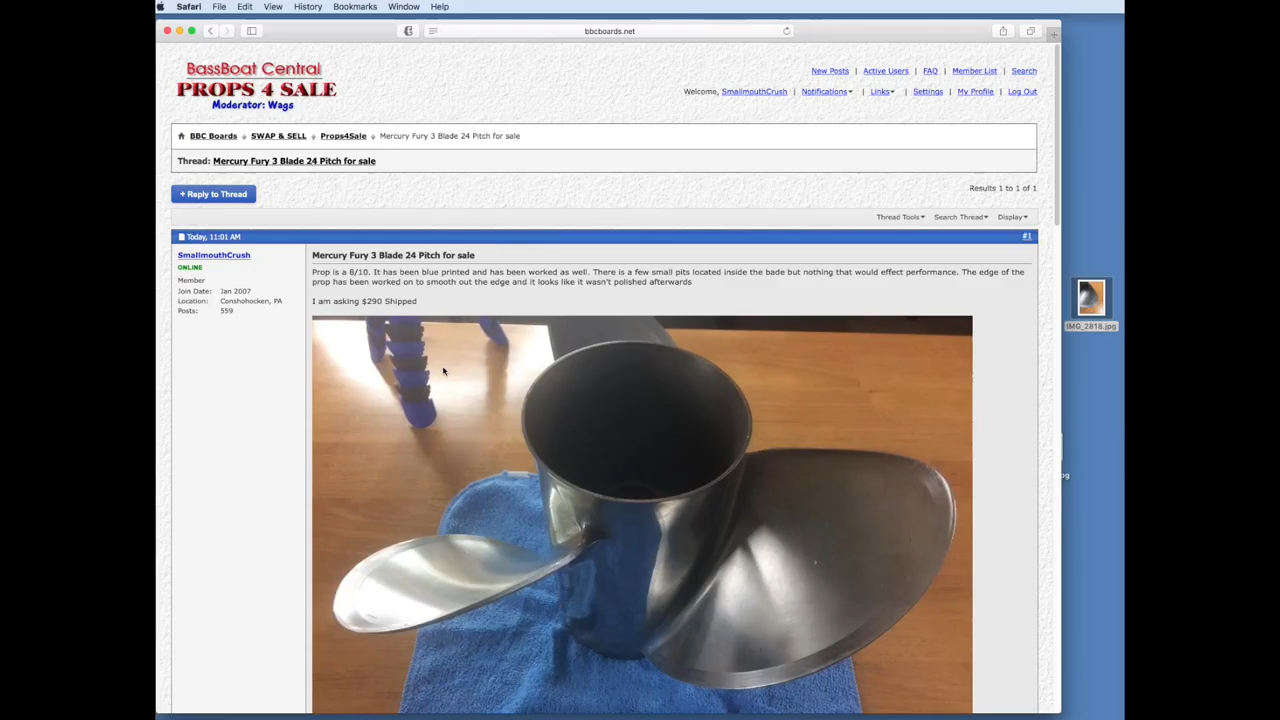 Safari File Edit View History Bookmarks Window Help
bbcboards.net
BassBoat Central
PROPS 4 SALE
Moderator: Wags
New Posts | Active Users | FAQ | Member List | Search
Welcome, SmallmouthCrush | Notifications | Links | Settings | My Profile | Log Out
BBC Boards SWAP & SELL Props4Sale Mercury Fury 3 Blade 24 Pitch for sale
Thread: Mercury Fury 3 Blade 24 Pitch for sale
+ Reply to Thread
Results 1 to 1 of 1
Thread Tools Search Thread Display
Today, 11:01 AM #1
SmallmouthCrush
ONLINE
Member
Join Date: Jan 2007
Location: Conshohocken, PA
Posts: 559
Mercury Fury 3 Blade 24 Pitch for sale
Prop is a 8/10. It has been blue printed and has been worked as well. There is a few small pits located inside the bade but nothing that would effect performance. The edge of the
prop has been worked on to smooth out the edge and it looks like it wasn't polished afterwards
I am asking $290 Shipped
IMG_2818.jpg
pg